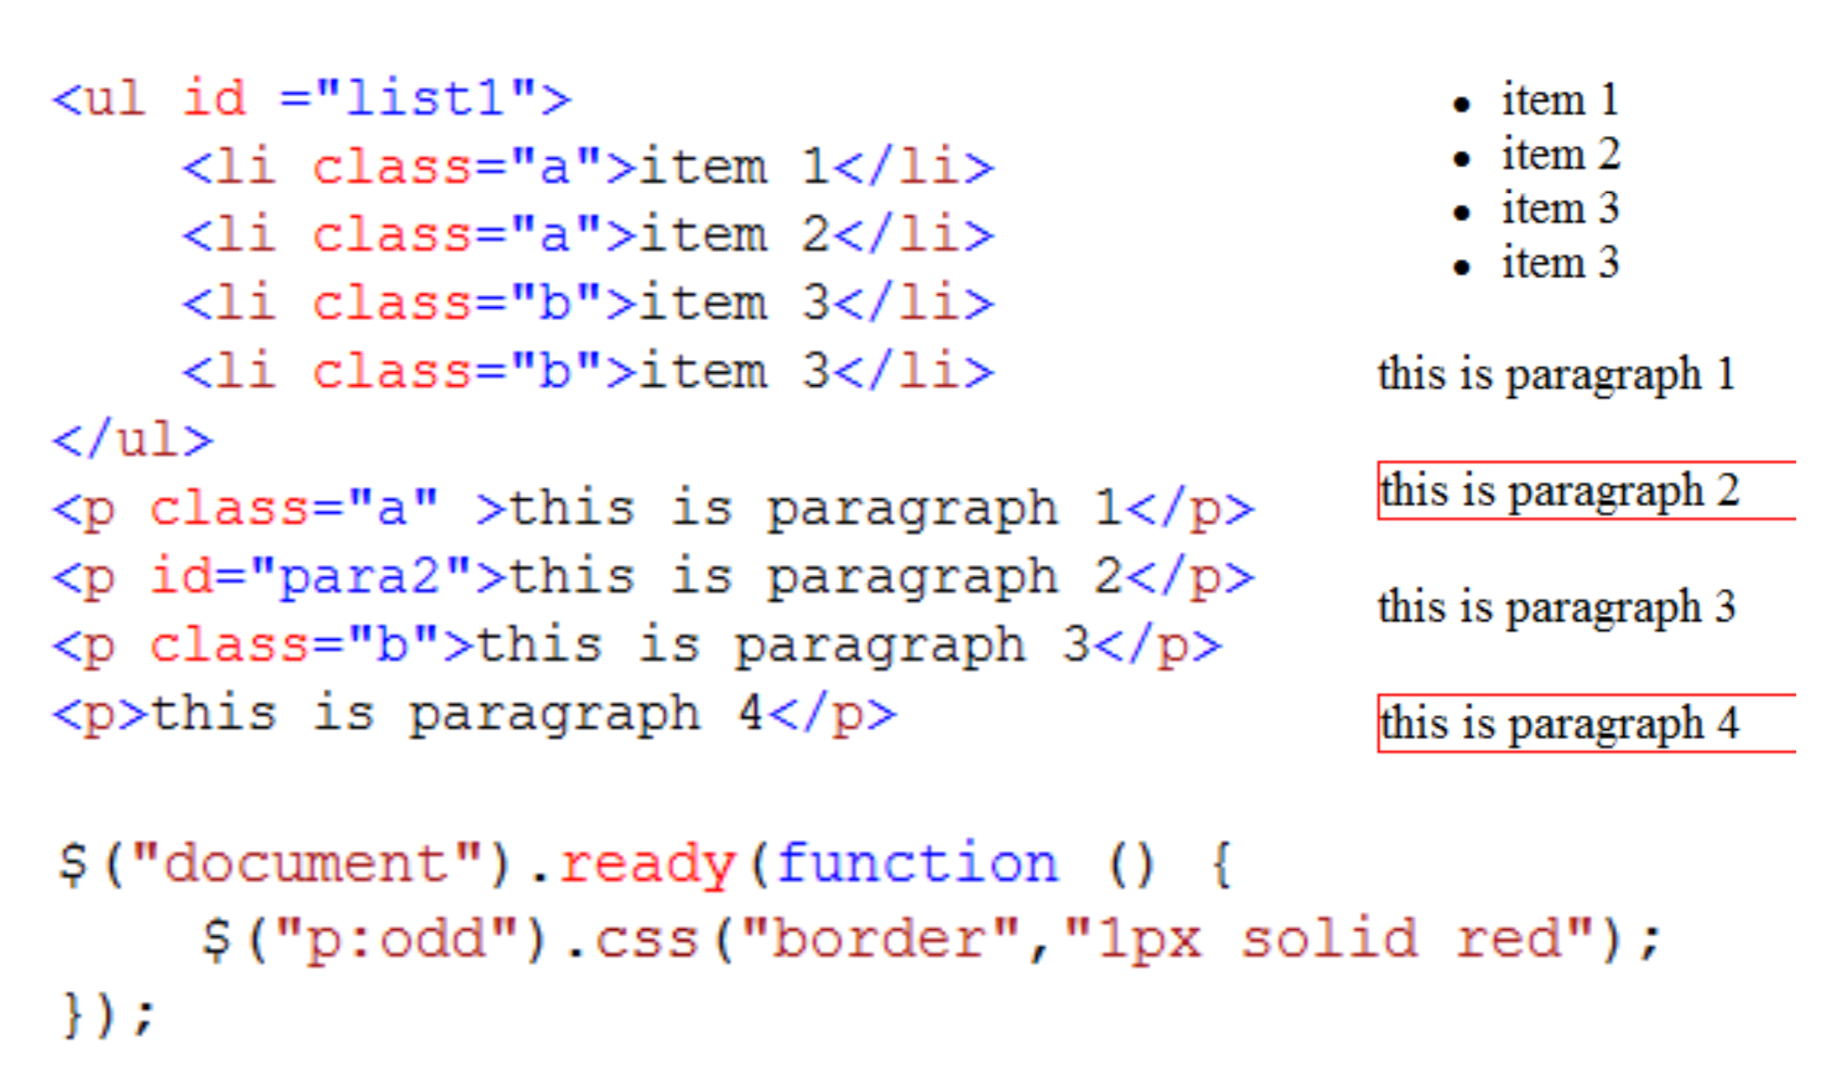 <ul id ="list1">
    <li class="a">item 1</li>
    <li class="a">item 2</li>
    <li class="b">item 3</li>
    <li class="b">item 3</li>
</ul>
<p class="a" >this is paragraph 1</p>
<p id="para2">this is paragraph 2</p>
<p class="b">this is paragraph 3</p>
<p>this is paragraph 4</p>
$("document").ready(function () {
    $("p:odd").css("border","1px solid red");
});
• item 1
• item 2
• item 3
• item 3
this is paragraph 1
this is paragraph 2
this is paragraph 3
this is paragraph 4